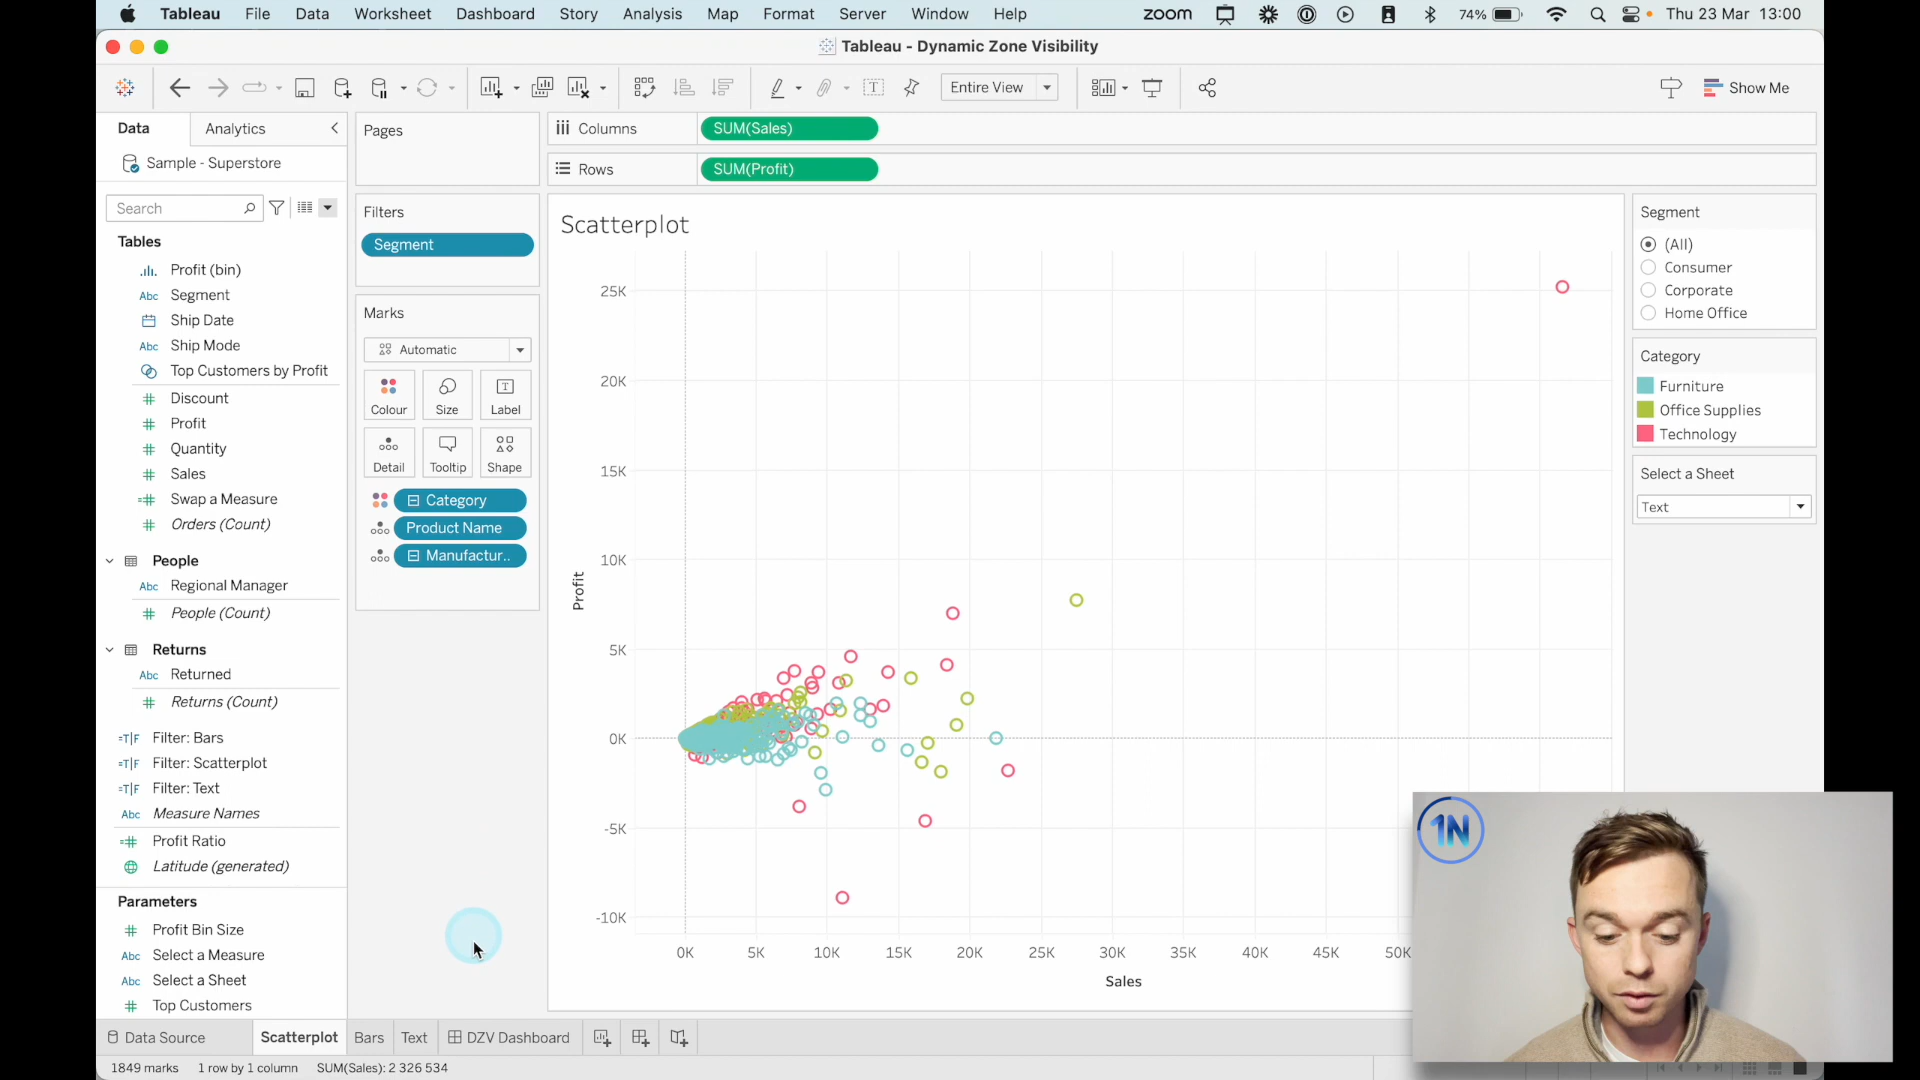 Tableau File Data Worksheet Dashboard Story Analysis Map Format Server Window Help zoom 74% Thu 23 Mar 13:00
Tableau - Dynamic Zone Visibility
Entire View
Show Me
Data Analytics
Sample - Superstore
Search
Tables
Profit (bin)
Abc Segment
Ship Date
Abc Ship Mode
Top Customers by Profit
Discount
Profit
Quantity
Sales
Swap a Measure
Orders (Count)
People
Abc Regional Manager
People (Count)
Returns
Abc Returned
Returns (Count)
=T|F Filter: Bars
=T|F Filter: Scatterplot
=T|F Filter: Text
Abc Measure Names
Profit Ratio
Latitude (generated)
Parameters
Profit Bin Size
Abc Select a Measure
Abc Select a Sheet
Top Customers
Pages
Filters
Segment
Marks
Automatic
Colour Size Label
Detail Tooltip Shape
Category
Product Name
Manufactur..
Columns SUM(Sales)
Rows SUM(Profit)
Scatterplot
25K
20K
15K
10K
5K
0K
-5K
-10K
Profit
0K 5K 10K 15K 20K 25K 30K 35K 40K 45K 50K
Sales
Segment
(All)
Consumer
Corporate
Home Office
Category
Furniture
Office Supplies
Technology
Select a Sheet
Text
1N
Data Source Scatterplot Bars Text DZV Dashboard
1849 marks 1 row by 1 column SUM(Sales): 2 326 534